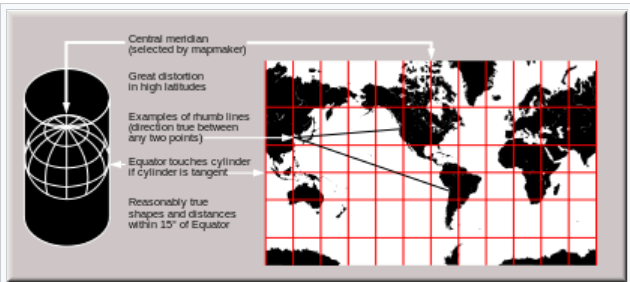 Central meridian
(selected by mapmaker)
Great distortion
in high latitudes
Examples of rhumb lines
(direction true between
any two points)
Equator touches cylinder
if cylinder is tangent
Reasonably true
shapes and distances
within 15° of Equator